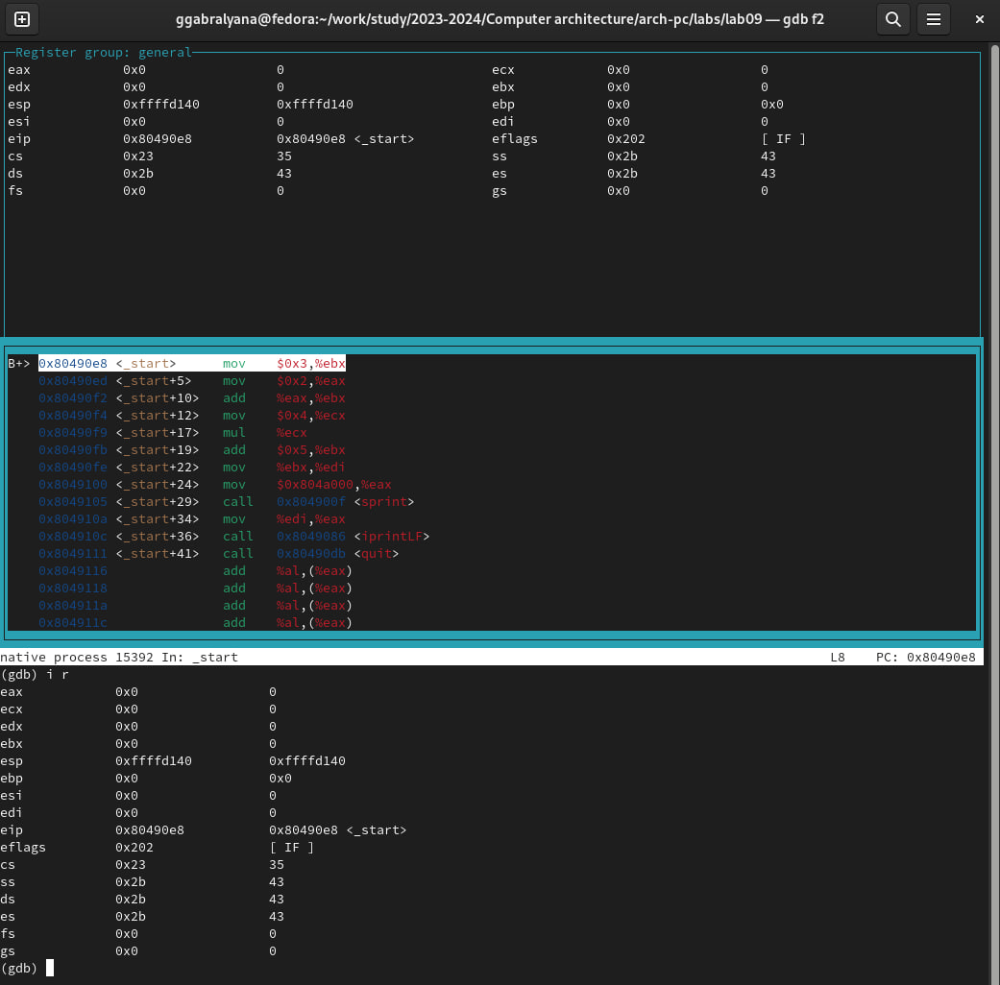 ggabralyana@fedora:~/work/study/2023-2024/Computer architecture/arch-pc/labs/lab09 — gdb f2
Register group: general
eax 0x0 0 ecx 0x0 0
edx 0x0 0 ebx 0x0 0
esp 0xffffd140 0xffffd140 ebp 0x0 0x0
esi 0x0 0 edi 0x0 0
eip 0x80490e8 0x80490e8 <_start> eflags 0x202 [ IF ]
cs 0x23 35 ss 0x2b 43
ds 0x2b 43 es 0x2b 43
fs 0x0 0 gs 0x0 0
B+> 0x80490e8 <_start> mov $0x3,%ebx
0x80490ed <_start+5> mov $0x2,%eax
0x80490f2 <_start+10> add %eax,%ebx
0x80490f4 <_start+12> mov $0x4,%ecx
0x80490f9 <_start+17> mul %ecx
0x80490fb <_start+19> add $0x5,%ebx
0x80490fe <_start+22> mov %ebx,%edi
0x8049100 <_start+24> mov $0x804a000,%eax
0x8049105 <_start+29> call 0x804900f <sprint>
0x804910a <_start+34> mov %edi,%eax
0x804910c <_start+36> call 0x8049086 <iprintLF>
0x8049111 <_start+41> call 0x80490db <quit>
0x8049116 add %al,(%eax)
0x8049118 add %al,(%eax)
0x804911a add %al,(%eax)
0x804911c add %al,(%eax)
native process 15392 In: _start L8 PC: 0x80490e8
(gdb) i r
eax 0x0 0
ecx 0x0 0
edx 0x0 0
ebx 0x0 0
esp 0xffffd140 0xffffd140
ebp 0x0 0x0
esi 0x0 0
edi 0x0 0
eip 0x80490e8 0x80490e8 <_start>
eflags 0x202 [ IF ]
cs 0x23 35
ss 0x2b 43
ds 0x2b 43
es 0x2b 43
fs 0x0 0
gs 0x0 0
(gdb)